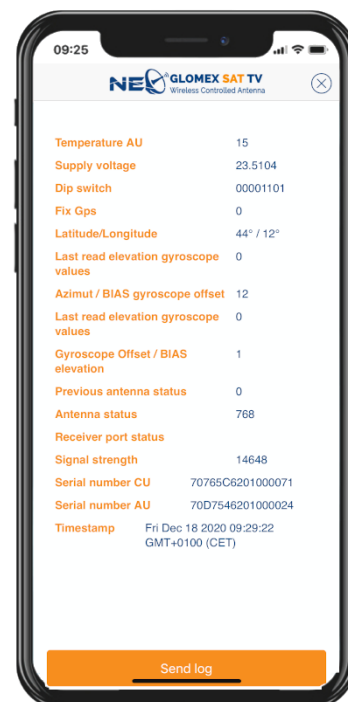 09:25
NE GLOMEX SAT TV
Wireless Controlled Antenna
Temperature AU 15
Supply voltage 23.5104
Dip switch 00001101
Fix Gps 0
Latitude/Longitude 44° / 12°
Last read elevation gyroscope 0
values
Azimut / BIAS gyroscope offset 12
Last read elevation gyroscope 0
values
Gyroscope Offset / BIAS 1
elevation
Previous antenna status 0
Antenna status 768
Receiver port status
Signal strength 14648
Serial number CU 70765C6201000071
Serial number AU 70D7546201000024
Timestamp Fri Dec 18 2020 09:29:22
GMT+0100 (CET)
Send log